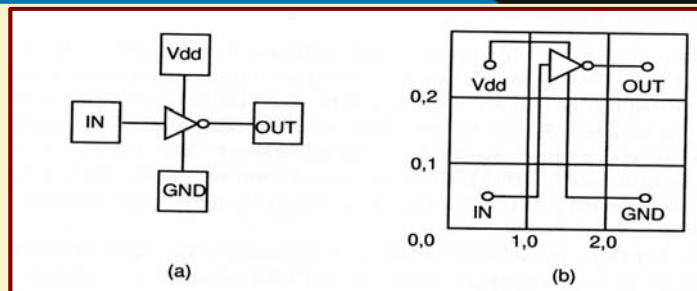 Vdd
IN
OUT
GND
(a)
Vdd
OUT
0,2
0,1
IN
GND
0,0
1,0
2,0
(b)